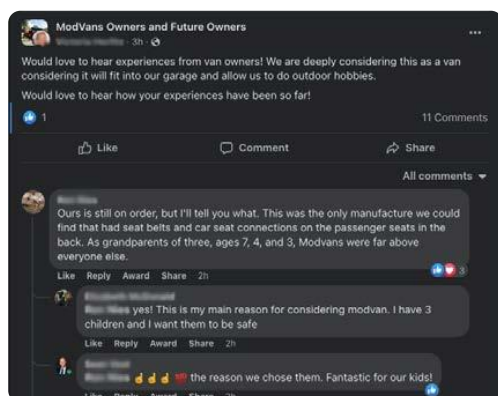 ModVans Owners and Future Owners
· 3h ·
Would love to hear experiences from van owners! We are deeply considering this as a van
considering it will fit into our garage and allow us to do outdoor hobbies.
Would love to hear how your experiences have been so far!
1 11 Comments
Like Comment Share
All comments
Ours is still on order, but I'll tell you what. This was the only manufacture we could
find that had seat belts and car seat connections on the passenger seats in the
back. As grandparents of three, ages 7, 4, and 3, Modvans were far above
everyone else.
Like Reply Award Share 2h 3
yes! This is my main reason for considering modvan. I have 3
children and I want them to be safe
Like Reply Award Share 2h
☝️☝️☝️💯 the reason we chose them. Fantastic for our kids!
Like Reply Award Share 2h